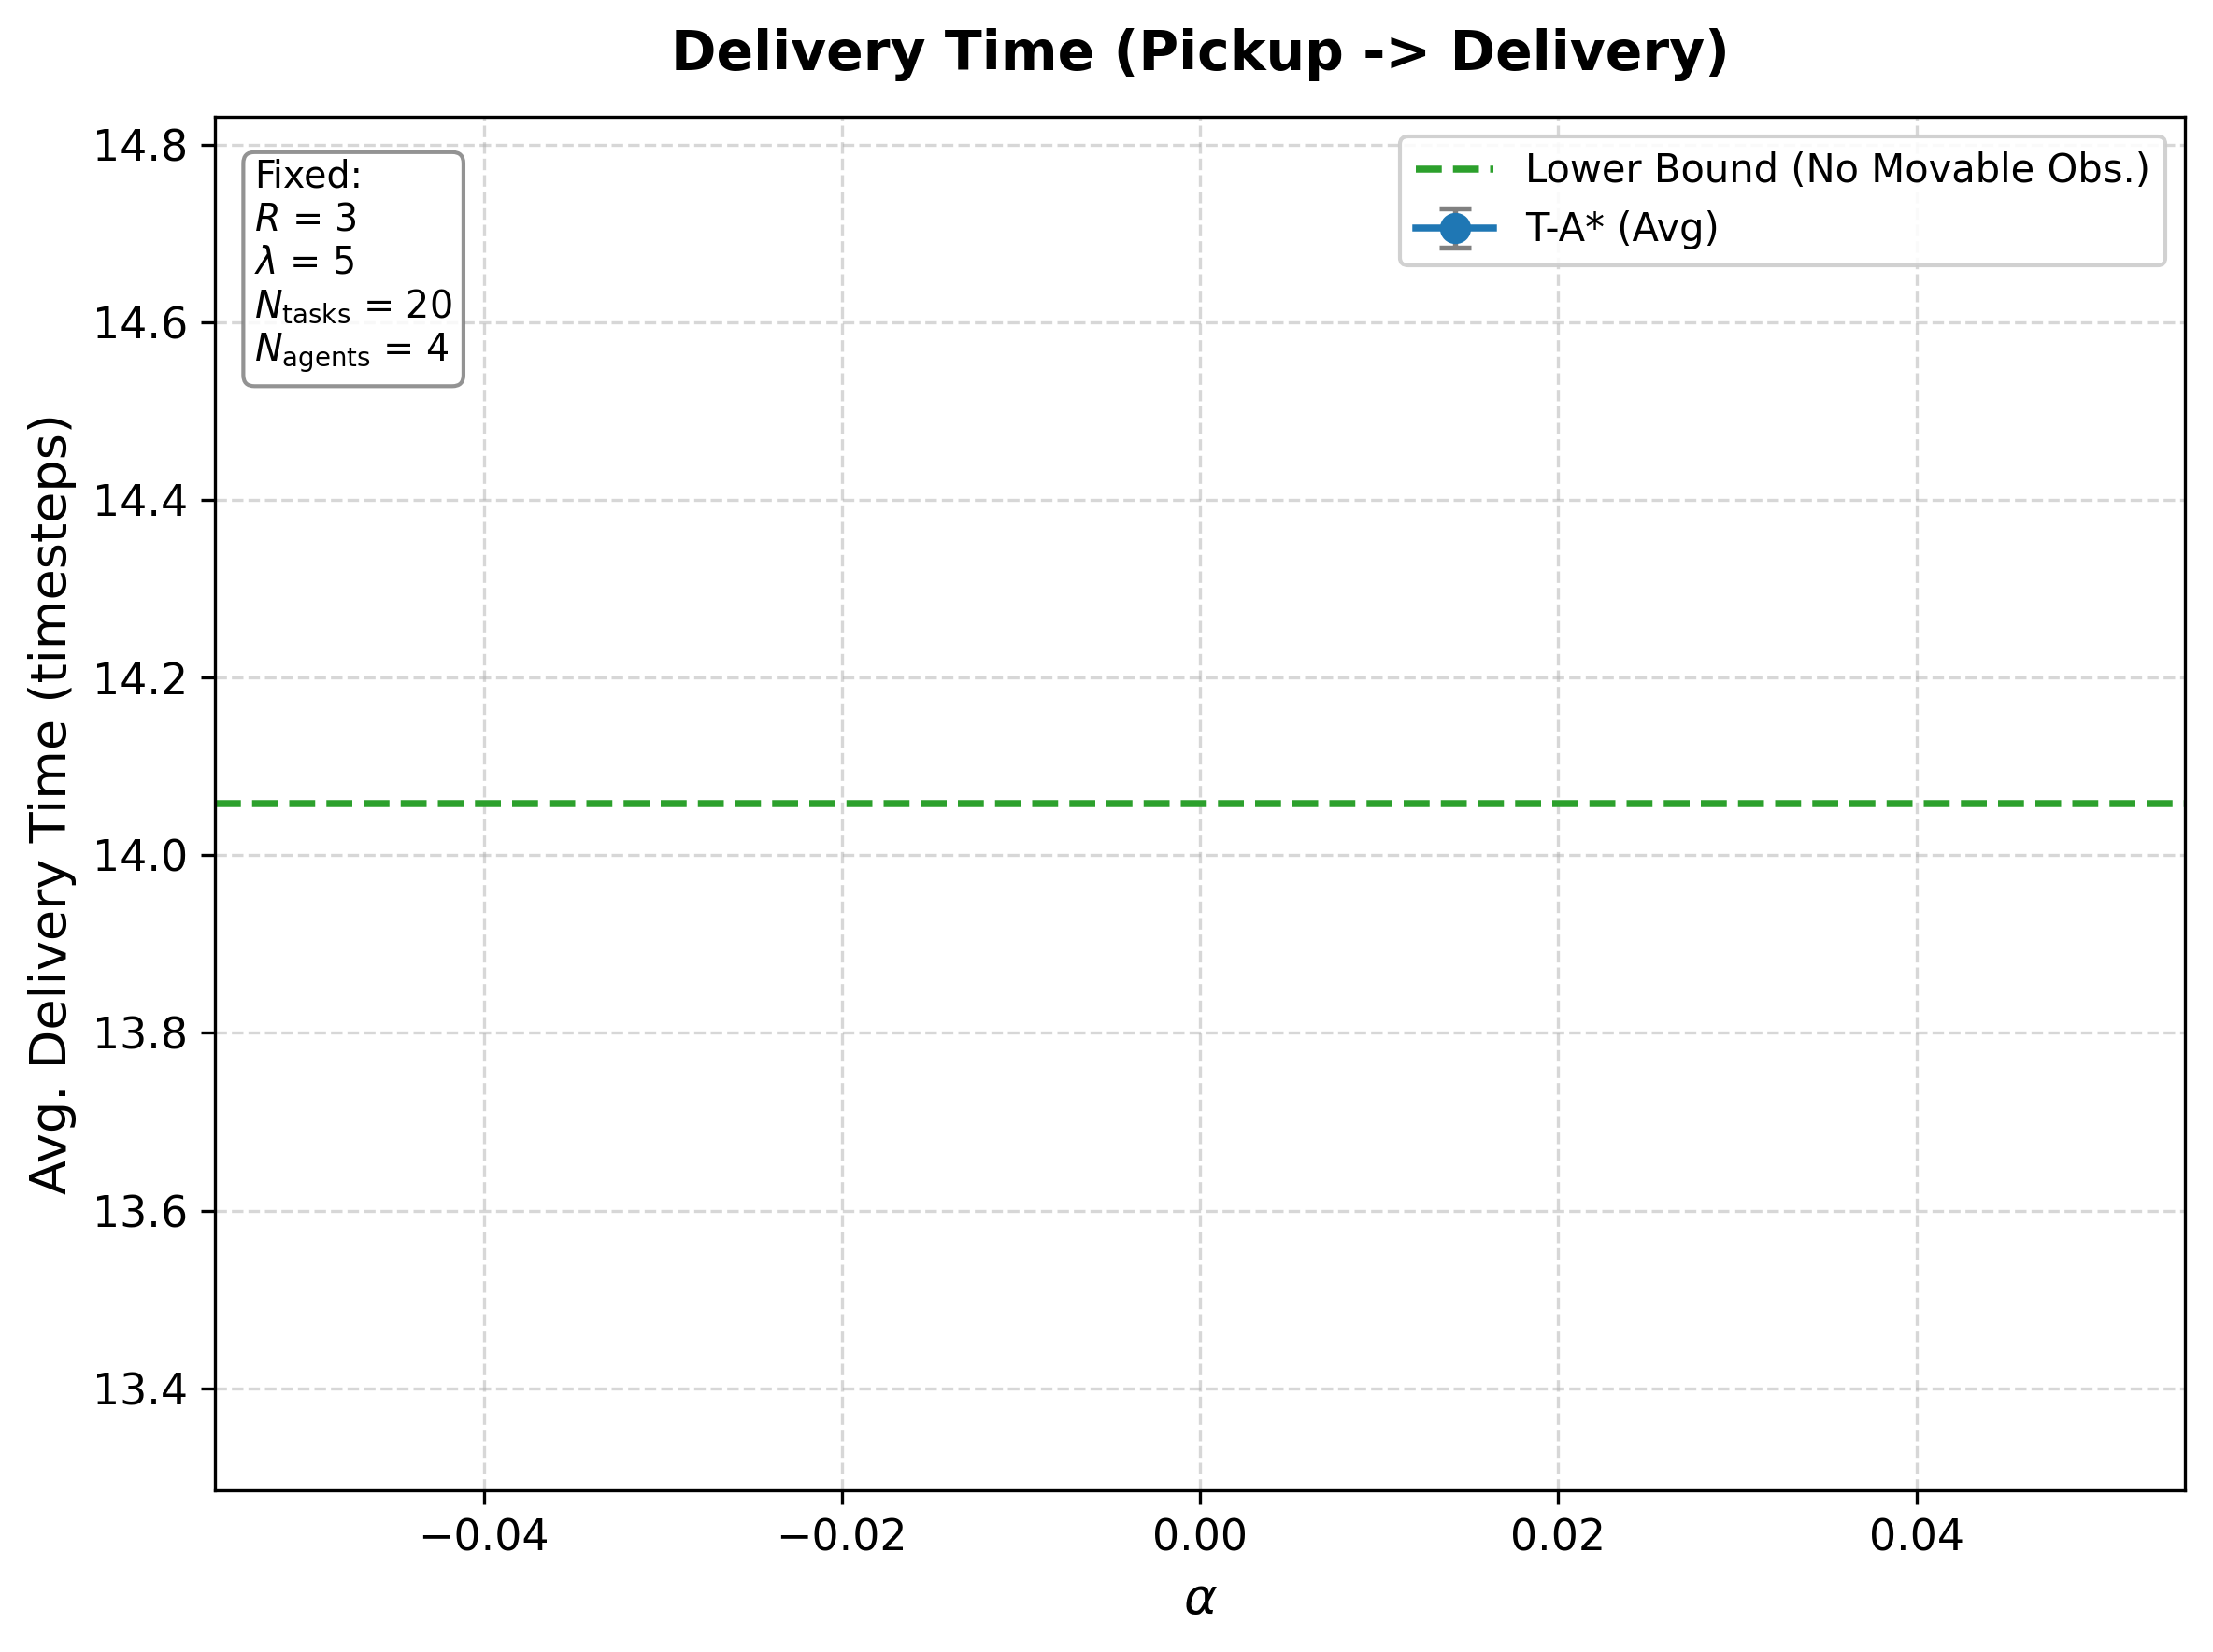 Delivery Time (Pickup -> Delivery)
Fixed:
R = 3
λ = 5
N_tasks = 20
N_agents = 4
Lower Bound (No Movable Obs.)
T-A* (Avg)
Avg. Delivery Time (timesteps)
14.8
14.6
14.4
14.2
14.0
13.8
13.6
13.4
−0.04 −0.02 0.00 0.02 0.04
α